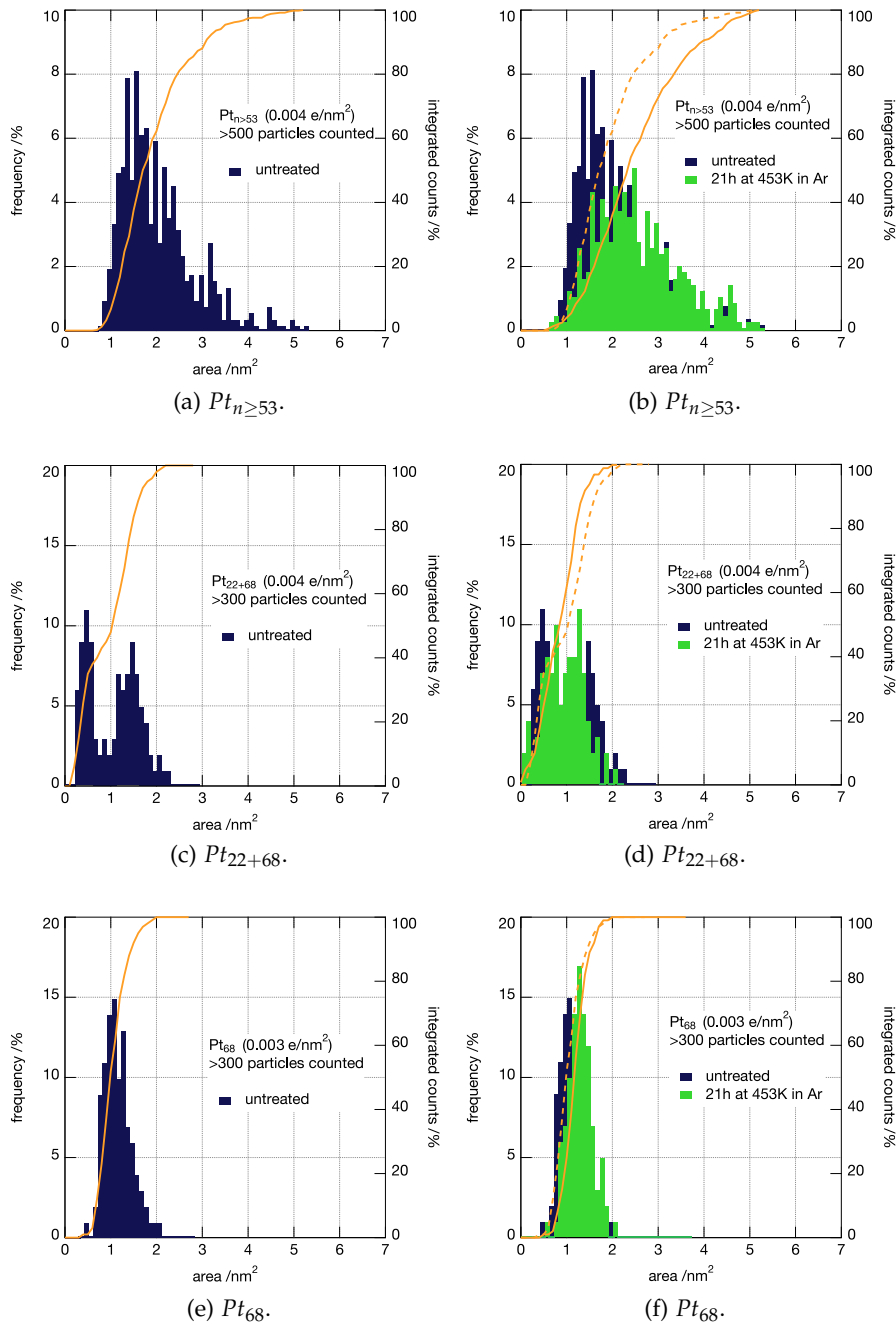 10%
8%
6%
4%
2
0
frequency /%
100
80
60
40
20
0
integrated counts /%
Pt_{n>53} (0.004 e/nm²)
>500 particles counted
untreated
0 1 2 3 4 5 6 7
area /nm²
(a) Pt_{n≥53}.
10%
8%
6%
4
2
0
frequency /%
100
80
60
40
20
0
integrated counts /%
Pt_{n>53} (0.004 e/nm²)
>500 particles counted
untreated
21h at 453K in Ar
0 1 2 3 4 5 6 7
area /nm²
(b) Pt_{n≥53}.
20
15
10
5
0
frequency /%
100
80
60
40
20
0
integrated counts /%
Pt_{22+68} (0.004 e/nm²)
>300 particles counted
untreated
0 1 2 3 4 5 6 7
area /nm²
(c) Pt_{22+68}.
20
15
10
5
0
frequency /%
100
80
60
40
20
0
integrated counts /%
Pt_{22+68} (0.004 e/nm²)
>300 particles counted
untreated
21h at 453K in Ar
0 1 2 3 4 5 6 7
area /nm²
(d) Pt_{22+68}.
20
15
10
5
0
frequency /%
100
80
60
40
20
0
integrated counts /%
Pt_{68} (0.003 e/nm²)
>300 particles counted
untreated
0 1 2 3 4 5 6 7
area /nm²
(e) Pt_{68}.
20
15
10
5
0
frequency /%
100
80
60
40
20
0
integrated counts /%
Pt_{68} (0.003 e/nm²)
>300 particles counted
untreated
21h at 453K in Ar
0 1 2 3 4 5 6 7
area /nm²
(f) Pt_{68}.